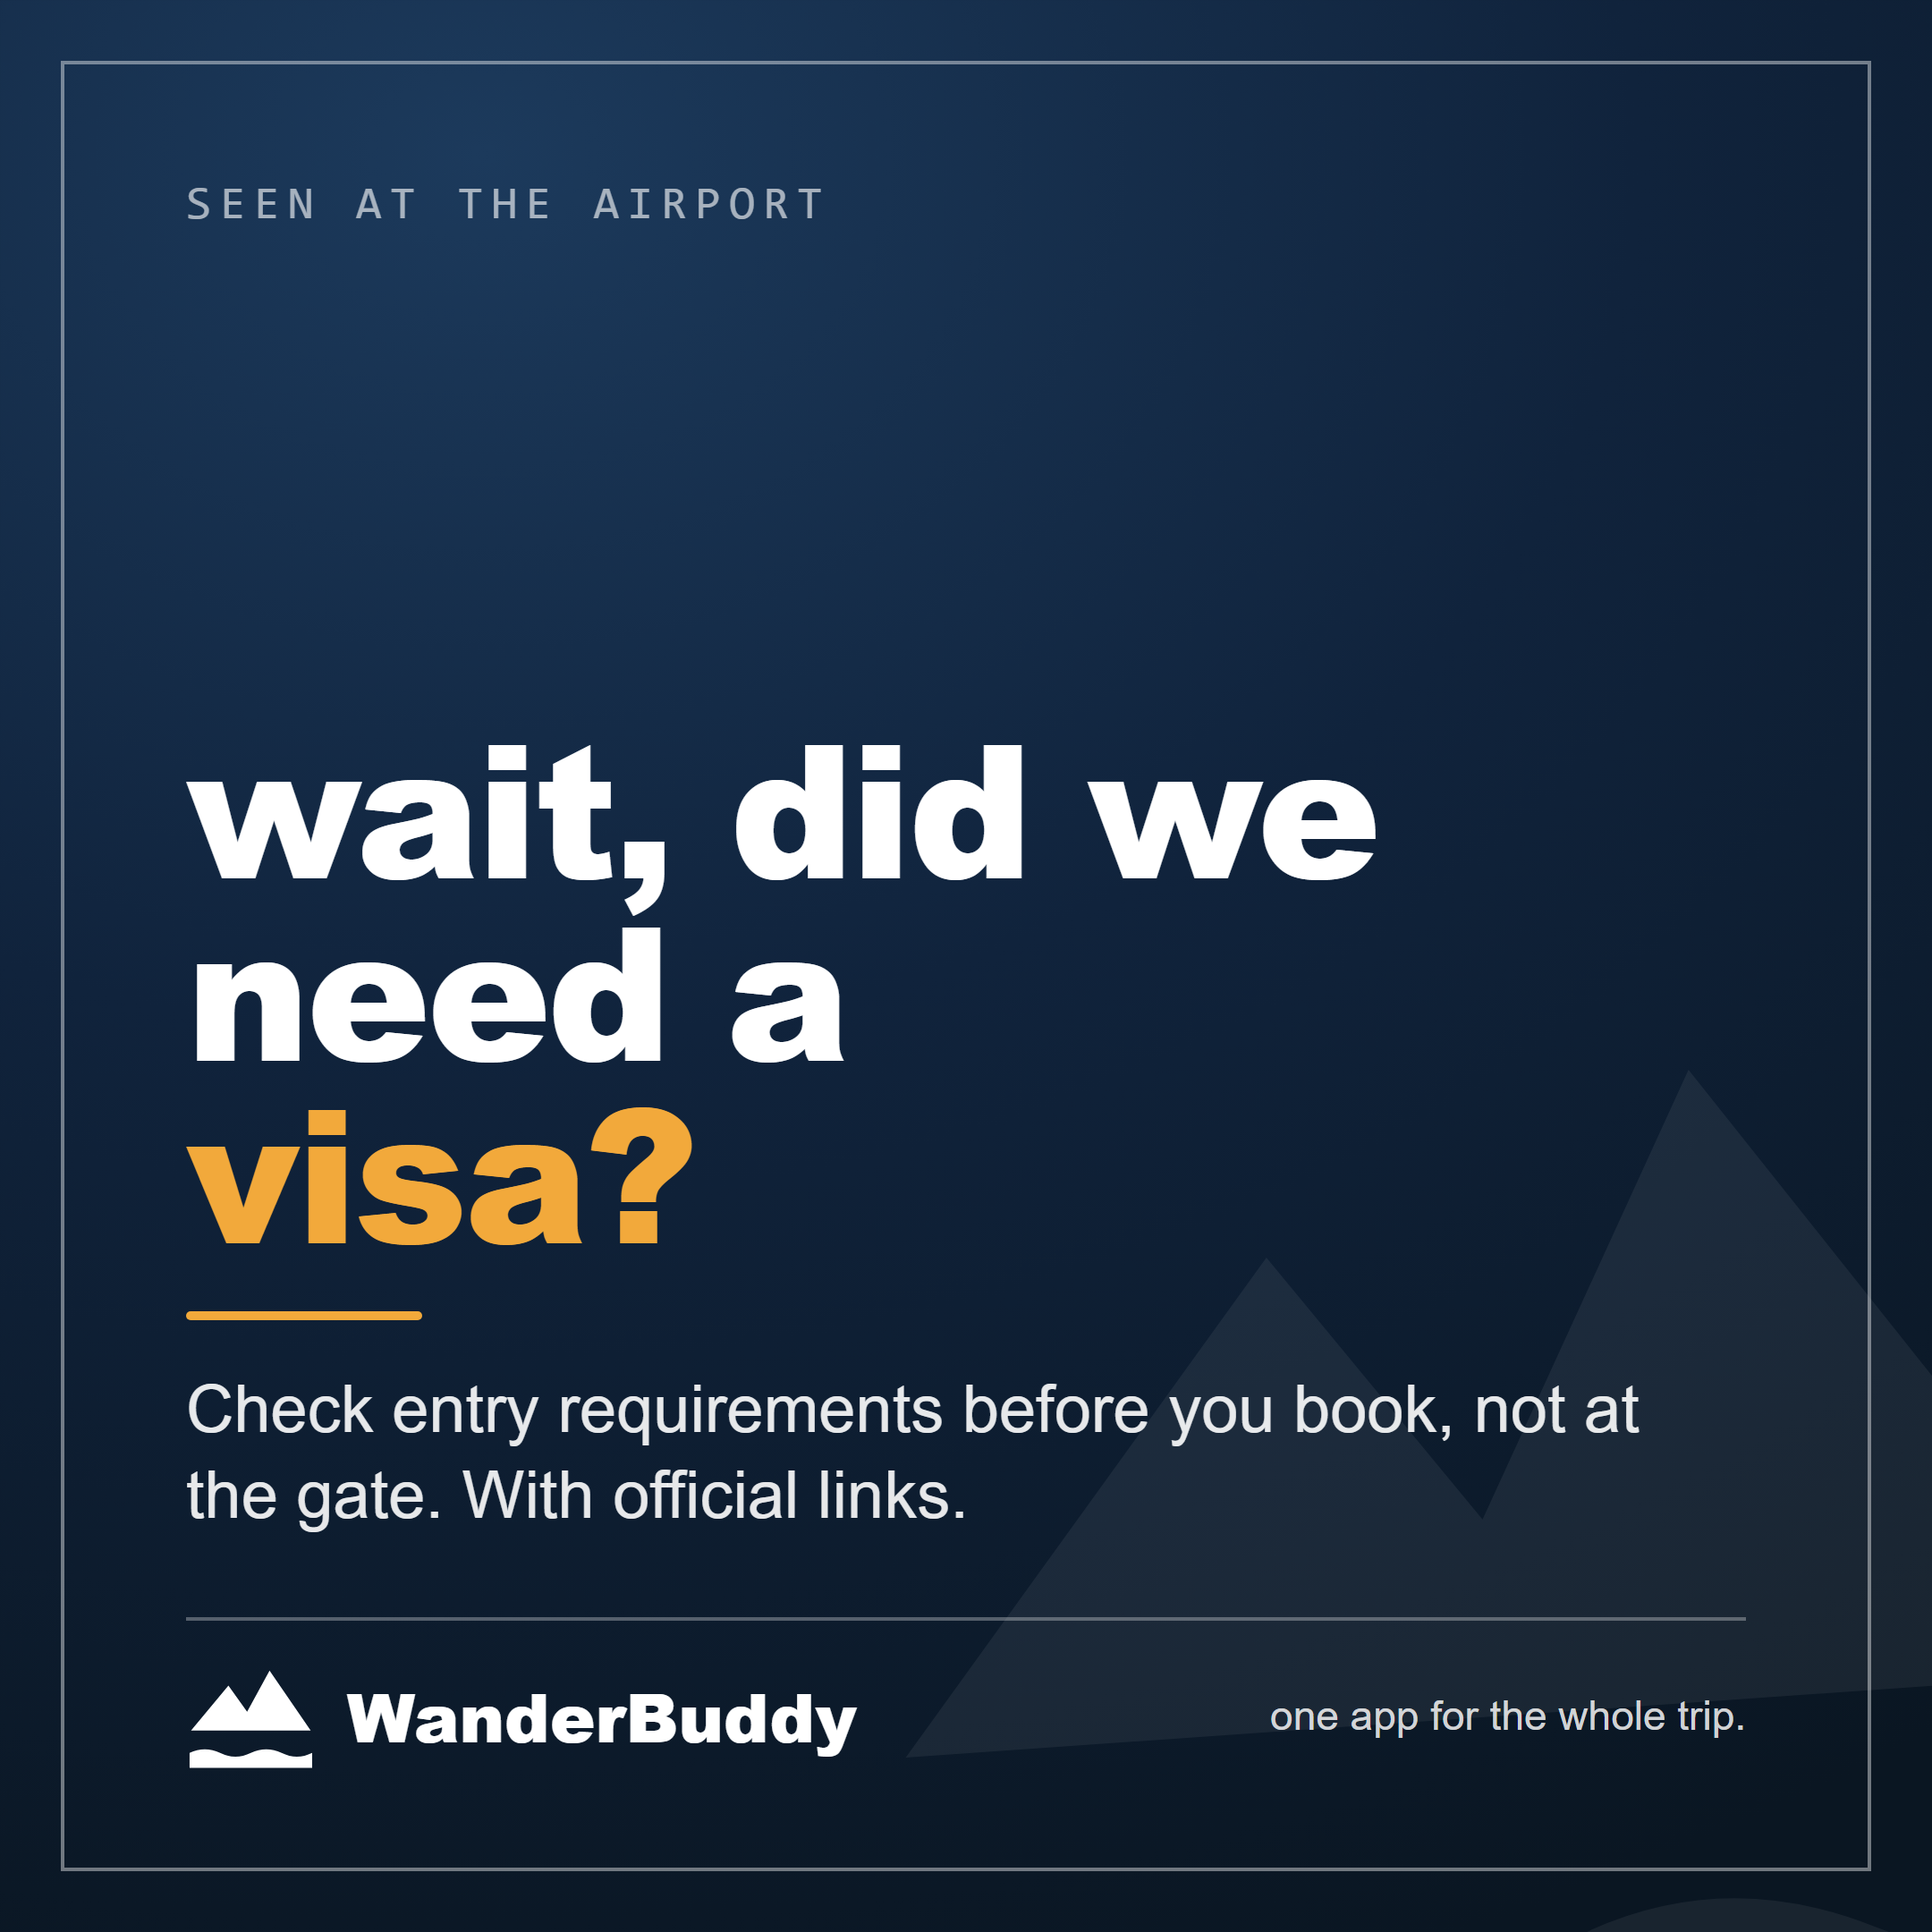 SEEN AT THE AIRPORT
wait, did we
need a
visa?
Check entry requirements before you book, not at
the gate. With official links.
WanderBuddy
one app for the whole trip.